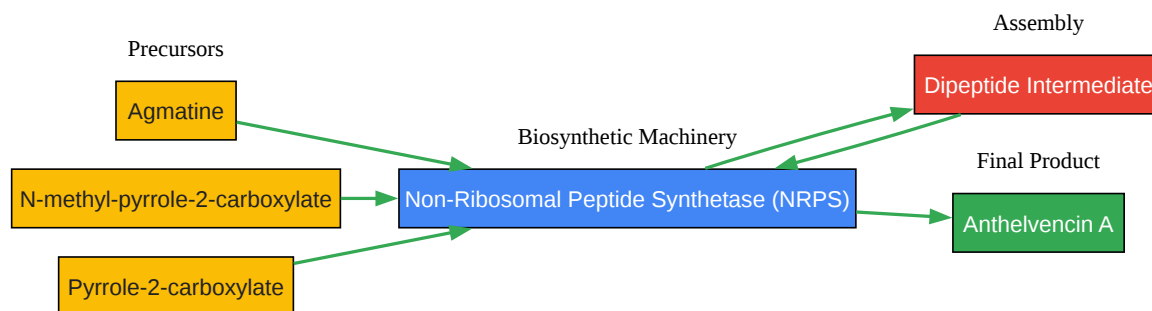 Precursors
Agmatine
N-methyl-pyrrole-2-carboxylate
Pyrrole-2-carboxylate
Biosynthetic Machinery
Non-Ribosomal Peptide Synthetase (NRPS)
Assembly
Dipeptide Intermediate
Final Product
Anthelvencin A